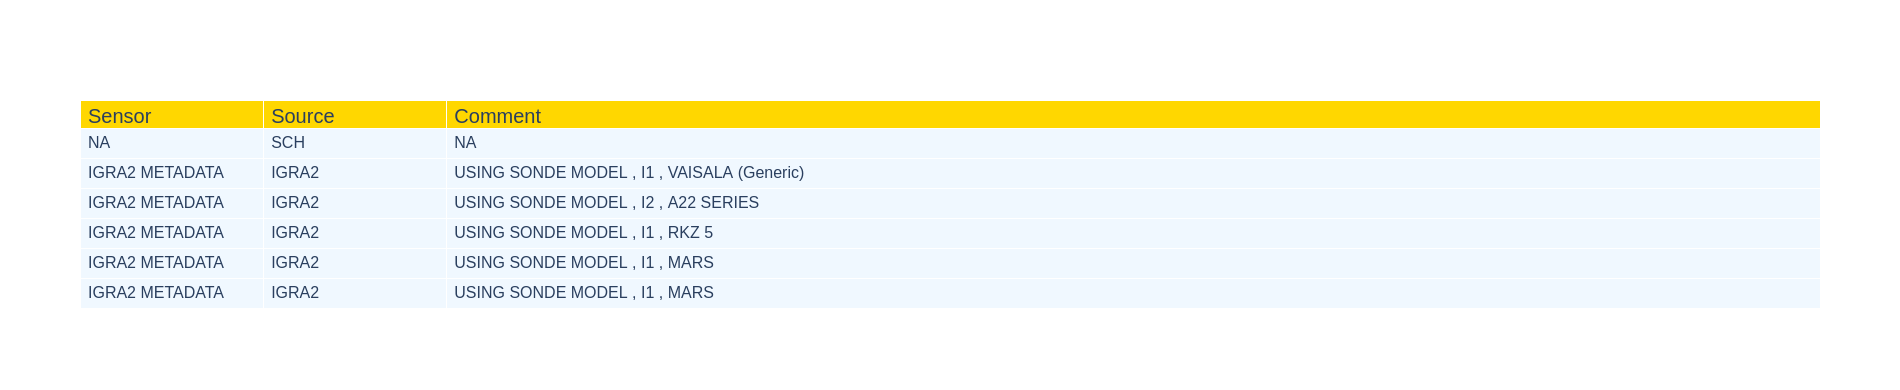 Sensor Source Comment
NA SCH NA
IGRA2 METADATA IGRA2 USING SONDE MODEL , I1 , VAISALA (Generic)
IGRA2 METADATA IGRA2 USING SONDE MODEL , I2 , A22 SERIES
IGRA2 METADATA IGRA2 USING SONDE MODEL , I1 , RKZ 5
IGRA2 METADATA IGRA2 USING SONDE MODEL , I1 , MARS
IGRA2 METADATA IGRA2 USING SONDE MODEL , I1 , MARS